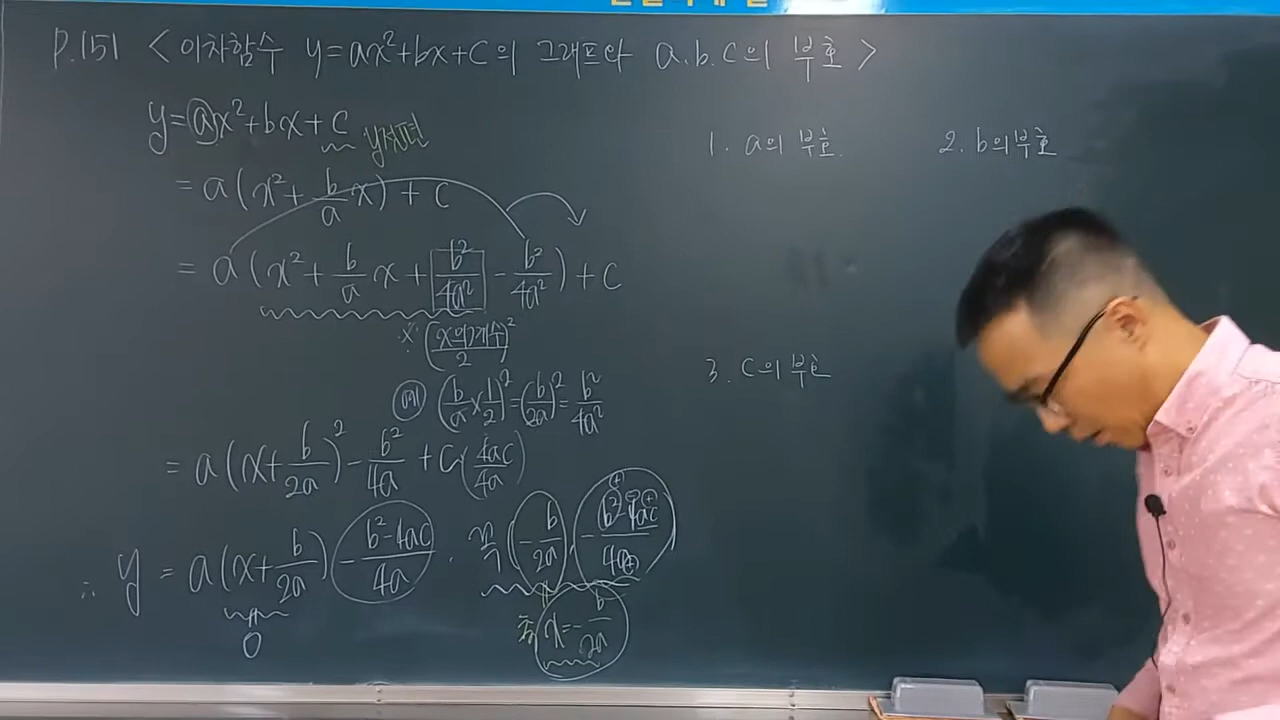 P.151 < 이차함수 y=ax²+bx+c의 그래프와 a.b.c의 부호 >
y=ax²+bx+c y절편
=a(x²+b/a x)+c
=a(x²+b/a x+b²/4a²-b²/4a²)+c
※ (x의계수/2)²
예 (b/a×1/2)²=(b/2a)²=b²/4a²
=a(x+b/2a)²-b²/4a+c(4ac/4a)
∴ y=a(x+b/2a)-b²-4ac/4a . 꼭(-b/2a, -b²-4ac/4a)
0
축 x=-b/2a
1. a의 부호.
2. b의부호
3. c의 부호